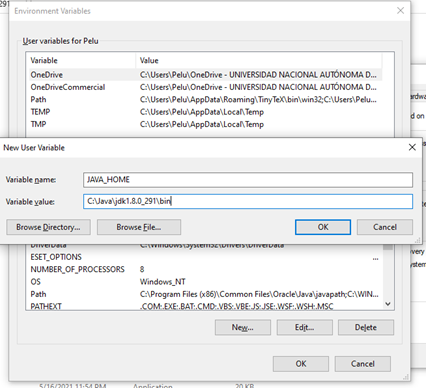 291
Environment Variables
User variables for Pelu
Variable Value
OneDrive C:\Users\Pelu\OneDrive - UNIVERSIDAD NACIONAL AUTÓNOMA D...
OneDriveCommercial C:\Users\Pelu\OneDrive - UNIVERSIDAD NACIONAL AUTÓNOMA D...
Path C:\Users\Pelu\AppData\Roaming\TinyTeX\bin\win32;C:\Users\Pel...
TEMP C:\Users\Pelu\AppData\Local\Temp
TMP C:\Users\Pelu\AppData\Local\Temp
New User Variable
Variable name: JAVA_HOME
Variable value: C:\Java\jdk1.8.0_291\bin
Browse Directory... Browse File... OK Cancel
DriverData C:\Windows\System32\Drivers\DriverData
ESET_OPTIONS ...
NUMBER_OF_PROCESSORS 8
OS Windows_NT
Path C:\Program Files (x86)\Common Files\Oracle\Java\javapath;C:\WIN...
PATHEXT .COM;.EXE;.BAT;.CMD;.VBS;.VBE;.JS;.JSE;.WSF;.WSH;.MSC
New... Edit... Delete
OK Cancel
5/16/2021 11:54 PM Application 20 KB